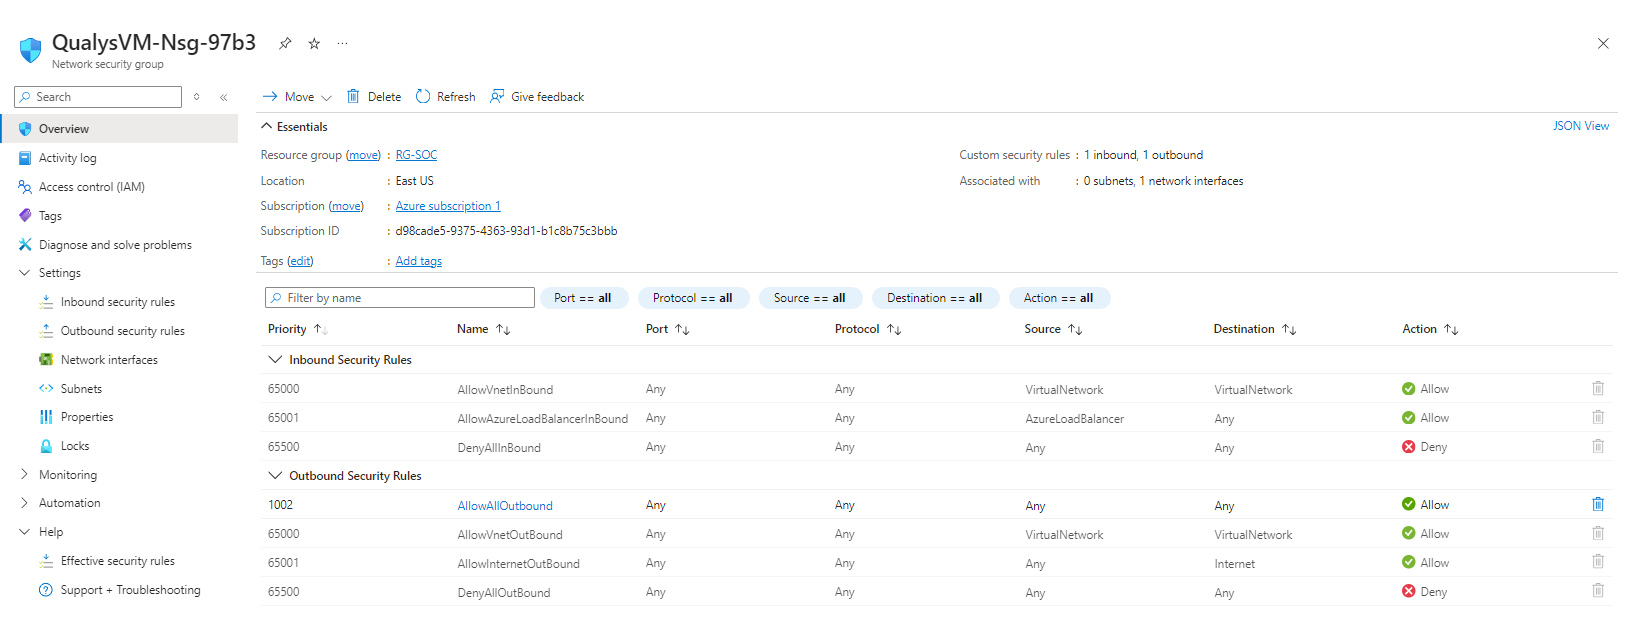 QualysVM-Nsg-97b3
Network security group
Search
Move Delete Refresh Give feedback
Overview
Activity log
Access control (IAM)
Tags
Diagnose and solve problems
Settings
Inbound security rules
Outbound security rules
Network interfaces
Subnets
Properties
Locks
Monitoring
Automation
Help
Effective security rules
Support + Troubleshooting
Essentials
JSON View
Resource group (move) : RG-SOC
Location : East US
Subscription (move) : Azure subscription 1
Subscription ID : d98cade5-9375-4363-93d1-b1c8b75c3bbb
Tags (edit) : Add tags
Custom security rules : 1 inbound, 1 outbound
Associated with : 0 subnets, 1 network interfaces
Filter by name Port == all Protocol == all Source == all Destination == all Action == all
Priority Name Port Protocol Source Destination Action
Inbound Security Rules
65000 AllowVnetInBound Any Any VirtualNetwork VirtualNetwork Allow
65001 AllowAzureLoadBalancerInBound Any Any AzureLoadBalancer Any Allow
65500 DenyAllInBound Any Any Any Any Deny
Outbound Security Rules
1002 AllowAllOutbound Any Any Any Any Allow
65000 AllowVnetOutBound Any Any VirtualNetwork VirtualNetwork Allow
65001 AllowInternetOutBound Any Any Any Internet Allow
65500 DenyAllOutBound Any Any Any Any Deny